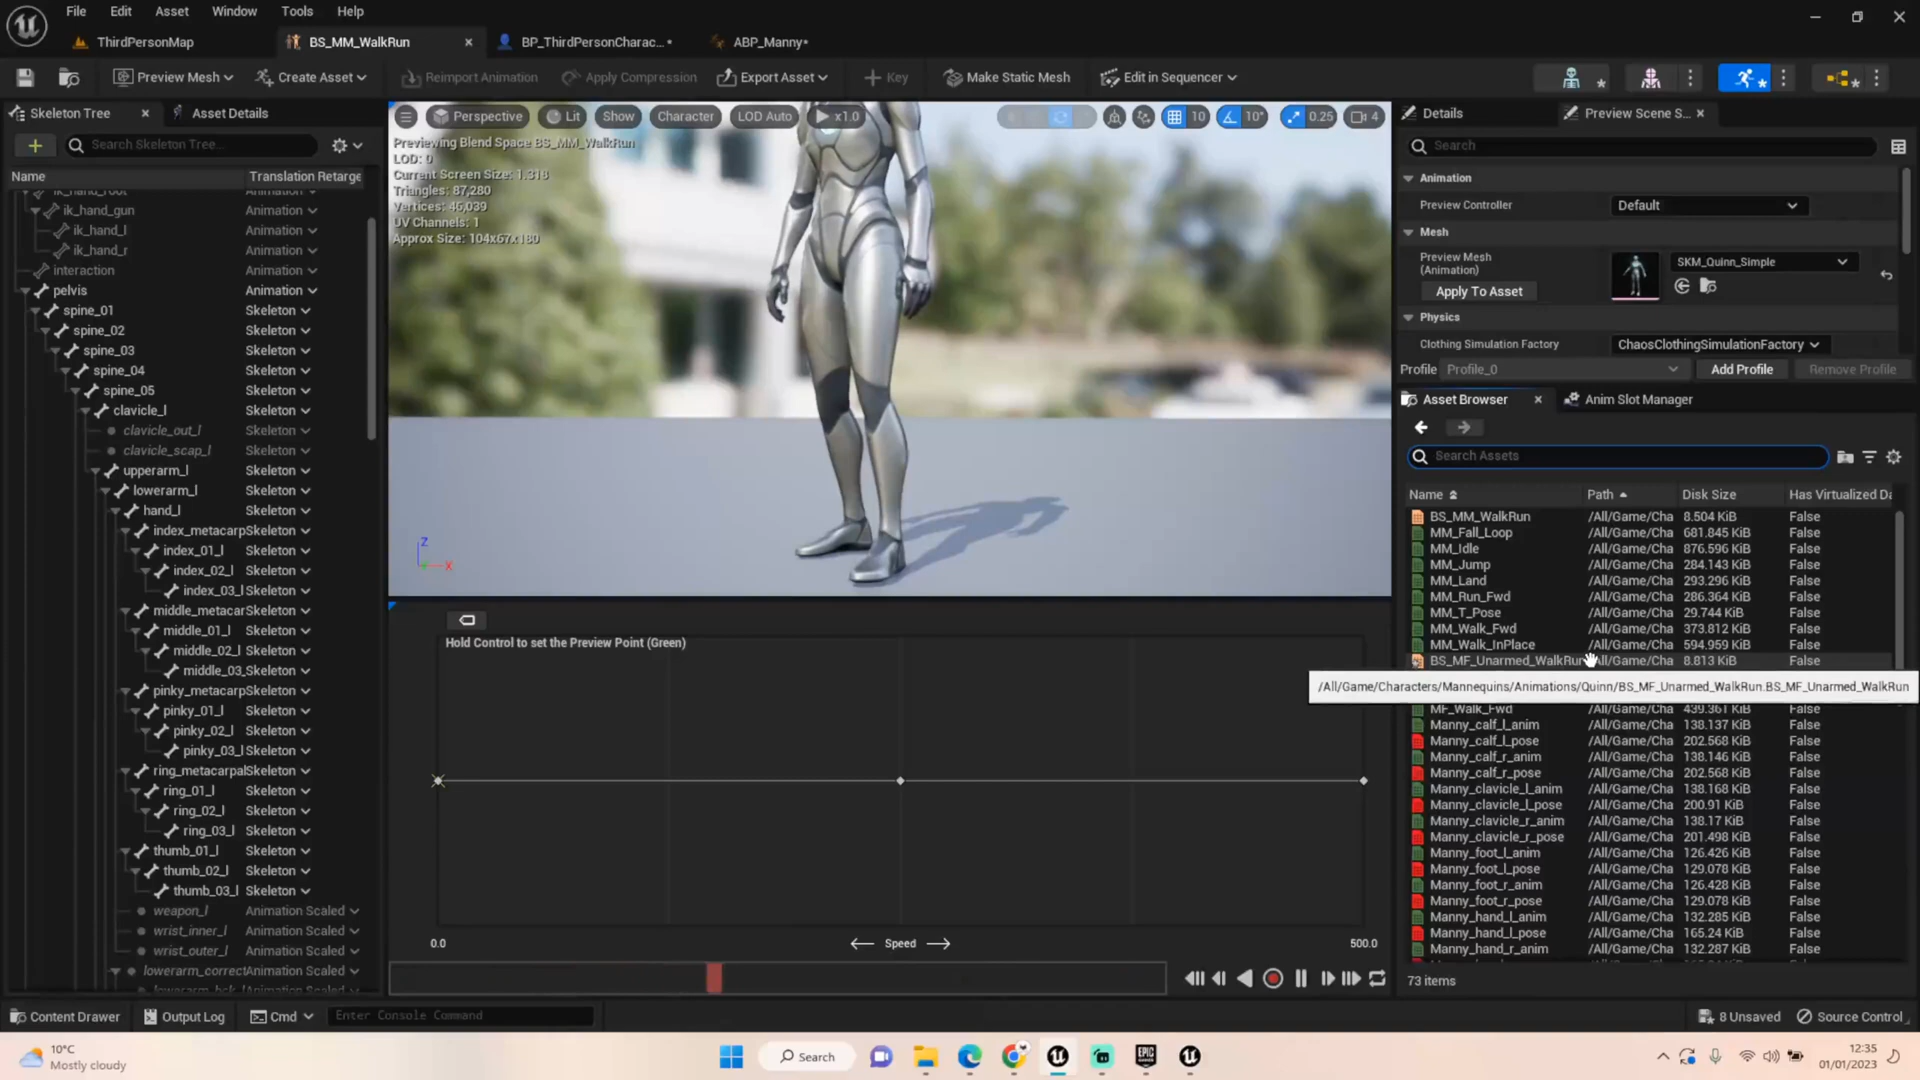 File Edit Asset Window Tools Help
ThirdPersonMap
BS_MM_WalkRun
BP_ThirdPersonCharac...*
ABP_Manny*
Preview Mesh
Create Asset
Reimport Animation
Apply Compression
Export Asset
Key
Make Static Mesh
Edit in Sequencer
Skeleton Tree
Asset Details
Search Skeleton Tree...
Name Translation Retarge
ik_hand_root Animation
ik_hand_gun Animation
ik_hand_l Animation
ik_hand_r Animation
interaction Animation
pelvis Animation
spine_01 Skeleton
spine_02 Skeleton
spine_03 Skeleton
spine_04 Skeleton
spine_05 Skeleton
clavicle_l Skeleton
clavicle_out_l Skeleton
clavicle_scap_l Skeleton
upperarm_l Skeleton
lowerarm_l Skeleton
hand_l Skeleton
index_metacarp Skeleton
index_01_l Skeleton
index_02_l Skeleton
index_03_l Skeleton
middle_metacar Skeleton
middle_01_l Skeleton
middle_02_l Skeleton
middle_03_ Skeleton
pinky_metacarp Skeleton
pinky_01_l Skeleton
pinky_02_l Skeleton
pinky_03_l Skeleton
ring_metacarpal Skeleton
ring_01_l Skeleton
ring_02_l Skeleton
ring_03_l Skeleton
thumb_01_l Skeleton
thumb_02_l Skeleton
thumb_03_l Skeleton
weapon_l Animation Scaled
wrist_inner_l Animation Scaled
wrist_outer_l Animation Scaled
lowerarm_correct Animation Scaled
Perspective Lit Show Character LOD Auto x1.0
10 10° 0.25 4
Previewing Blend Space BS_MM_WalkRun
LOD: 0
Current Screen Size: 1.318
Triangles: 87,280
Vertices: 46,039
UV Channels: 1
Approx Size: 104x67x180
Z
X
Hold Control to set the Preview Point (Green)
0.0 Speed 500.0
Details
Preview Scene S...
Search
Animation
Preview Controller Default
Mesh
Preview Mesh
(Animation)
SKM_Quinn_Simple
Apply To Asset
Physics
Clothing Simulation Factory ChaosClothingSimulationFactory
Profile Profile_0 Add Profile Remove Profile
Asset Browser
Anim Slot Manager
Search Assets
Name Path Disk Size Has Virtualized Da
BS_MM_WalkRun /All/Game/Cha 8.504 KiB False
MM_Fall_Loop /All/Game/Cha 681.845 KiB False
MM_Idle /All/Game/Cha 876.596 KiB False
MM_Jump /All/Game/Cha 284.143 KiB False
MM_Land /All/Game/Cha 293.296 KiB False
MM_Run_Fwd /All/Game/Cha 286.364 KiB False
MM_T_Pose /All/Game/Cha 29.744 KiB False
MM_Walk_Fwd /All/Game/Cha 373.812 KiB False
MM_Walk_InPlace /All/Game/Cha 594.959 KiB False
BS_MF_Unarmed_WalkRun /All/Game/Cha 8.813 KiB False
/All/Game/Characters/Mannequins/Animations/Quinn/BS_MF_Unarmed_WalkRun.BS_MF_Unarmed_WalkRun
MF_Walk_Fwd /All/Game/Cha 439.361 KiB False
Manny_calf_l_anim /All/Game/Cha 138.137 KiB False
Manny_calf_l_pose /All/Game/Cha 202.568 KiB False
Manny_calf_r_anim /All/Game/Cha 138.146 KiB False
Manny_calf_r_pose /All/Game/Cha 202.568 KiB False
Manny_clavicle_l_anim /All/Game/Cha 138.168 KiB False
Manny_clavicle_l_pose /All/Game/Cha 200.91 KiB False
Manny_clavicle_r_anim /All/Game/Cha 138.17 KiB False
Manny_clavicle_r_pose /All/Game/Cha 201.498 KiB False
Manny_foot_l_anim /All/Game/Cha 126.426 KiB False
Manny_foot_l_pose /All/Game/Cha 129.078 KiB False
Manny_foot_r_anim /All/Game/Cha 126.428 KiB False
Manny_foot_r_pose /All/Game/Cha 129.078 KiB False
Manny_hand_l_anim /All/Game/Cha 132.285 KiB False
Manny_hand_l_pose /All/Game/Cha 165.24 KiB False
Manny_hand_r_anim /All/Game/Cha 132.287 KiB False
73 items
Content Drawer
Output Log
Cmd
Enter Console Command
8 Unsaved
Source Control
10°C
Mostly cloudy
Search
EPIC
12:35
01/01/2023